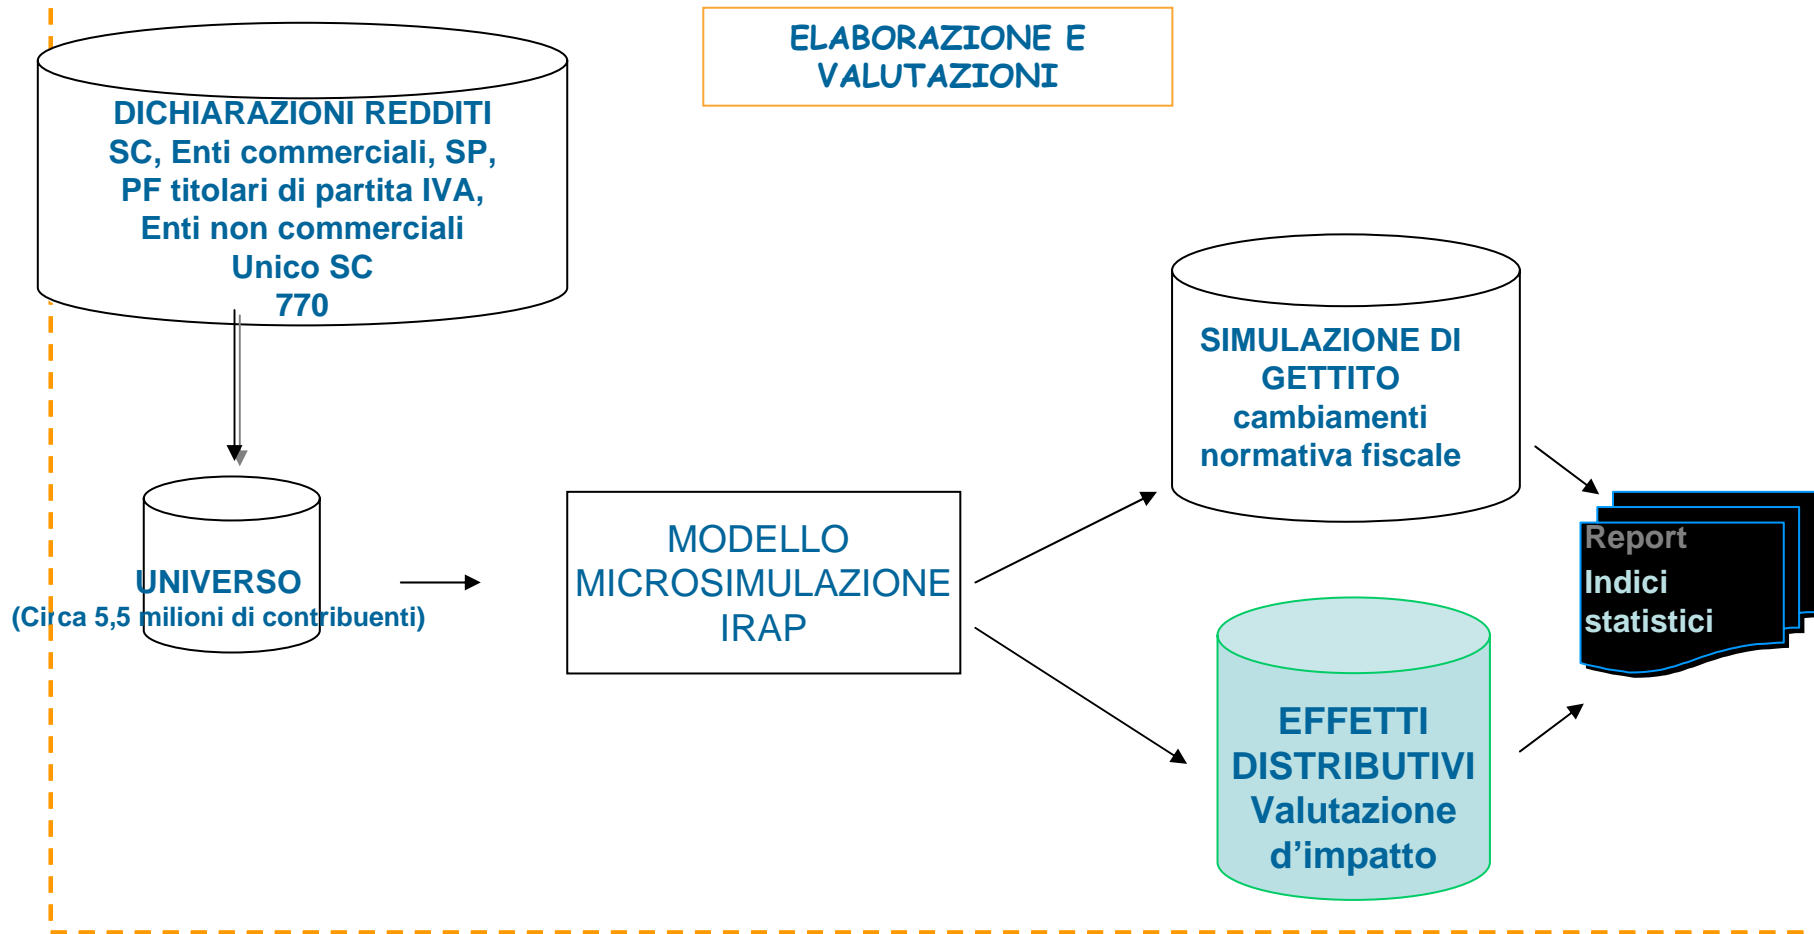 ELABORAZIONE E
VALUTAZIONI
DICHIARAZIONI REDDITI
SC, Enti commerciali, SP,
PF titolari di partita IVA,
Enti non commerciali
Unico SC
770
UNIVERSO
(Circa 5,5 milioni di contribuenti)
MODELLO
MICROSIMULAZIONE
IRAP
SIMULAZIONE DI
GETTITO
cambiamenti
normativa fiscale
EFFETTI
DISTRIBUTIVI
Valutazione
d’impatto
Report
Indici
statistici